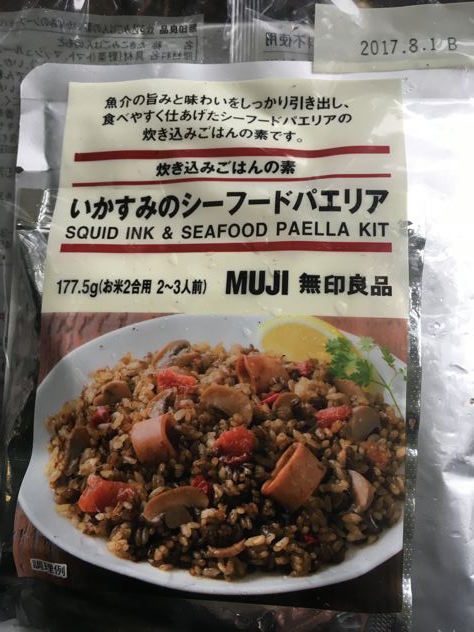 2017.8.1 B
魚介の旨みと味わいをしっかり引き出し、
食べやすく仕あげたシーフードパエリアの
炊き込みごはんの素です。
炊き込みごはんの素
いかすみのシーフードパエリア
SQUID INK & SEAFOOD PAELLA KIT
177.5g(お米2合用 2~3人前) MUJI 無印良品
調理例